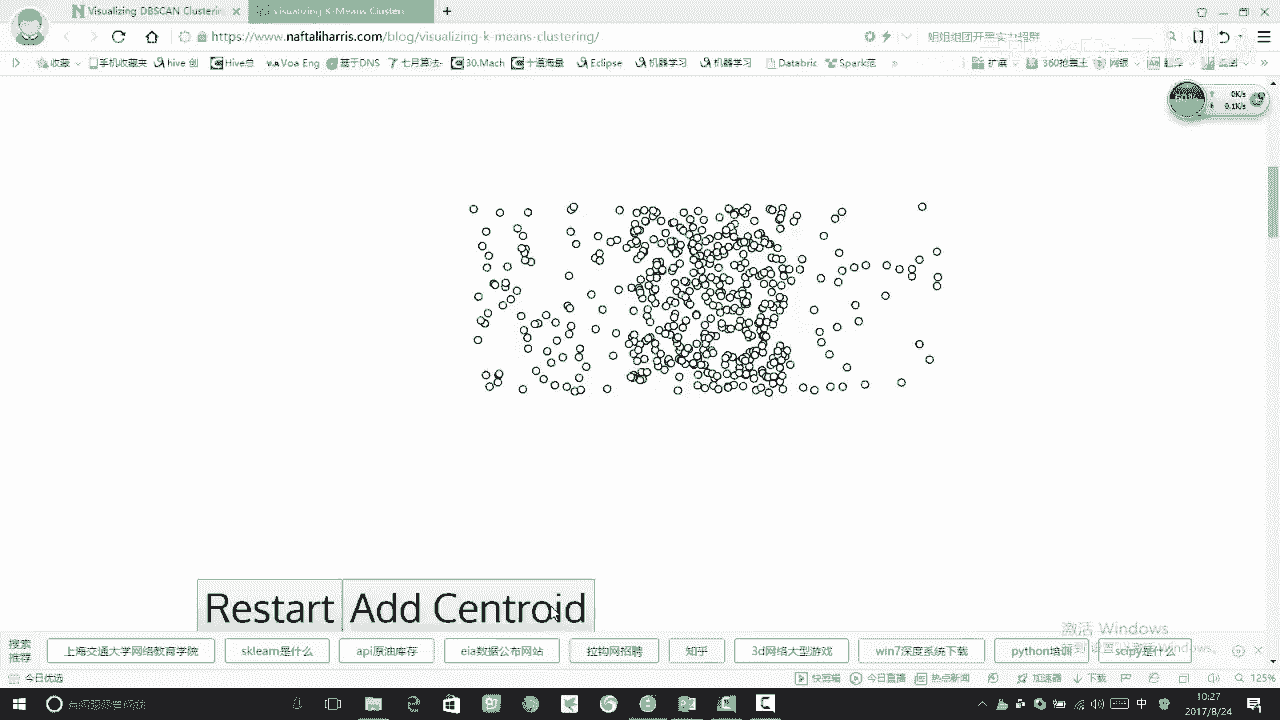 Visualizing DBSCAN Clusterin
Visualizing K-Means Clusterin
https://www.naftaliharris.com/blog/visualizing-k-means-clustering/
收藏
手机收藏夹
hive 创
Hive总
Voa Eng
基于DNS
七月算法-
30.Mach
Eclipse
机器学习
机器学习
Databric
Spark范
»
扩展
0K/s
0.1K/s
Restart
Add Centroid
激活 Windows
搜索推荐
上海交通大学网络教育学院
sklearn是什么
api原油库存
eia数据公布网站
拉钩网招聘
知乎
3d网络大型游戏
win7深度系统下载
python培训
scipy是什么
今日优选
快剪辑
今日直播
热点新闻
加速器
下载
125%
中
10:27
2017/8/24